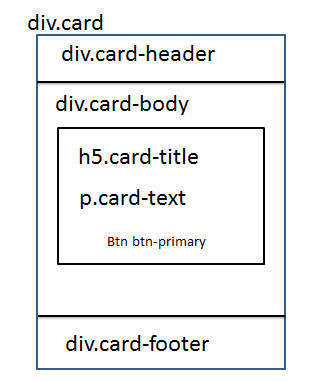 div.card
div.card-header
div.card-body
h5.card-title
p.card-text
Btn btn-primary
div.card-footer